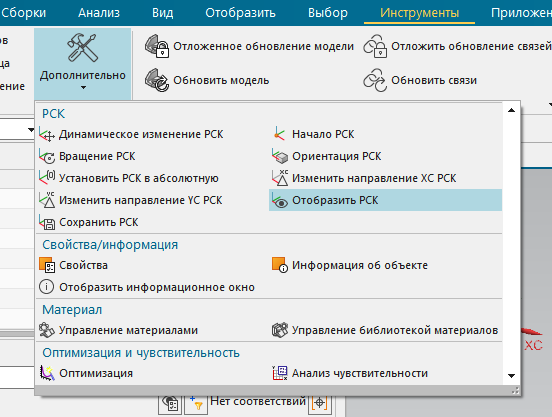 Сборки Анализ Вид Отобразить Выбор Инструменты Приложен
ов
ца
ение
Дополнительно
Отложенное обновление модели
Отложить обновление связей
Обновить модель
Обновить связи
РСК
Динамическое изменение РСК
Начало РСК
Вращение РСК
Ориентация РСК
Установить РСК в абсолютную
Изменить направление XC РСК
Изменить направление YC РСК
Отобразить РСК
Сохранить РСК
Свойства/информация
Свойства
Информация об объекте
Отобразить информационное окно
Материал
Управление материалами
Управление библиотекой материалов
Оптимизация и чувствительность
Оптимизация
Анализ чувствительности
XC
Нет соответствий